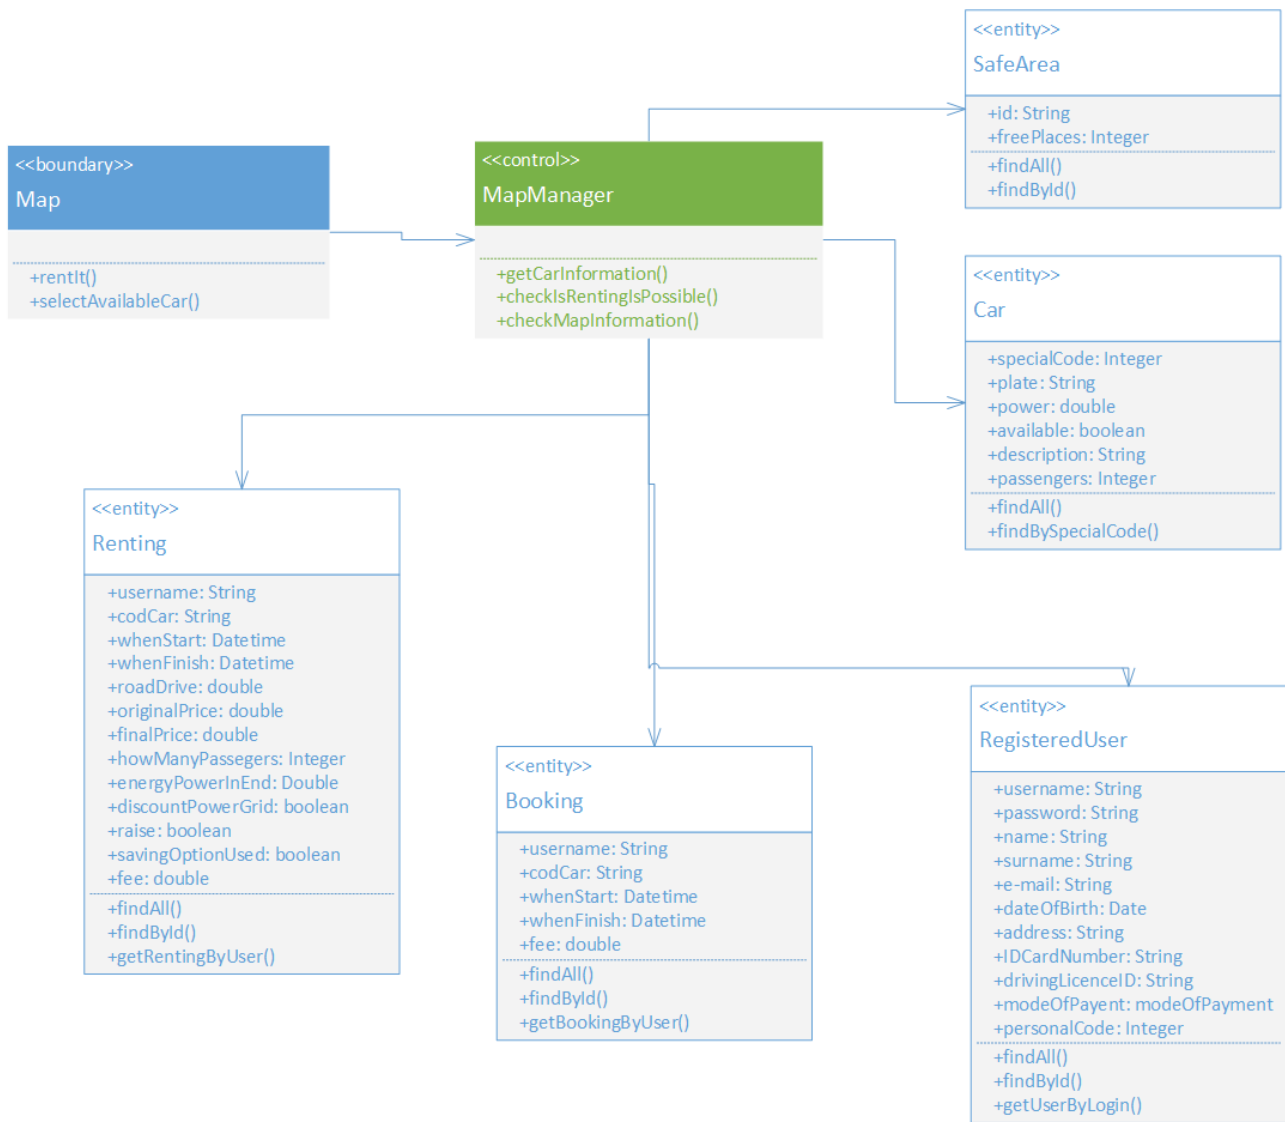 <<entity>>
SafeArea
+id: String
+freePlaces: Integer
+findAll()
+findById()
<<boundary>>
Map
+rentIt()
+selectAvailableCar()
<<control>>
MapManager
+getCarInformation()
+checkIsRentingIsPossible()
+checkMapInformation()
<<entity>>
Car
+specialCode: Integer
+plate: String
+power: double
+available: boolean
+description: String
+passengers: Integer
+findAll()
+findBySpecialCode()
<<entity>>
Renting
+username: String
+codCar: String
+whenStart: Datetime
+whenFinish: Datetime
+roadDrive: double
+originalPrice: double
+finalPrice: double
+howManyPassegers: Integer
+energyPowerInEnd: Double
+discountPowerGrid: boolean
+raise: boolean
+savingOptionUsed: boolean
+fee: double
+findAll()
+findById()
+getRentingByUser()
<<entity>>
Booking
+username: String
+codCar: String
+whenStart: Datetime
+whenFinish: Datetime
+fee: double
+findAll()
+findById()
+getBookingByUser()
<<entity>>
RegisteredUser
+username: String
+password: String
+name: String
+surname: String
+e-mail: String
+dateOfBirth: Date
+address: String
+IDCardNumber: String
+drivingLicenceID: String
+modeOfPayent: modeOfPayment
+personalCode: Integer
+findAll()
+findById()
+getUserByLogin()